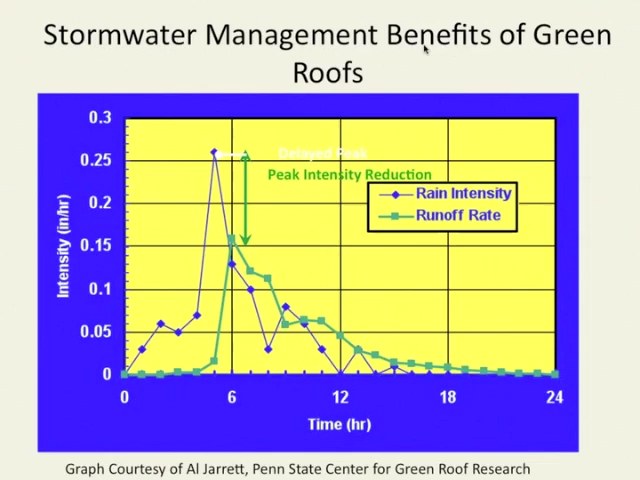 Stormwater Management Benefits of Green
Roofs
0.3
0.25
0.2
0.15
0.1
0.05
0
Intensity (in/hr)
Delayed Peak
Peak Intensity Reduction
Rain Intensity
Runoff Rate
0 6 12 18 24
Time (hr)
Graph Courtesy of Al Jarrett, Penn State Center for Green Roof Research